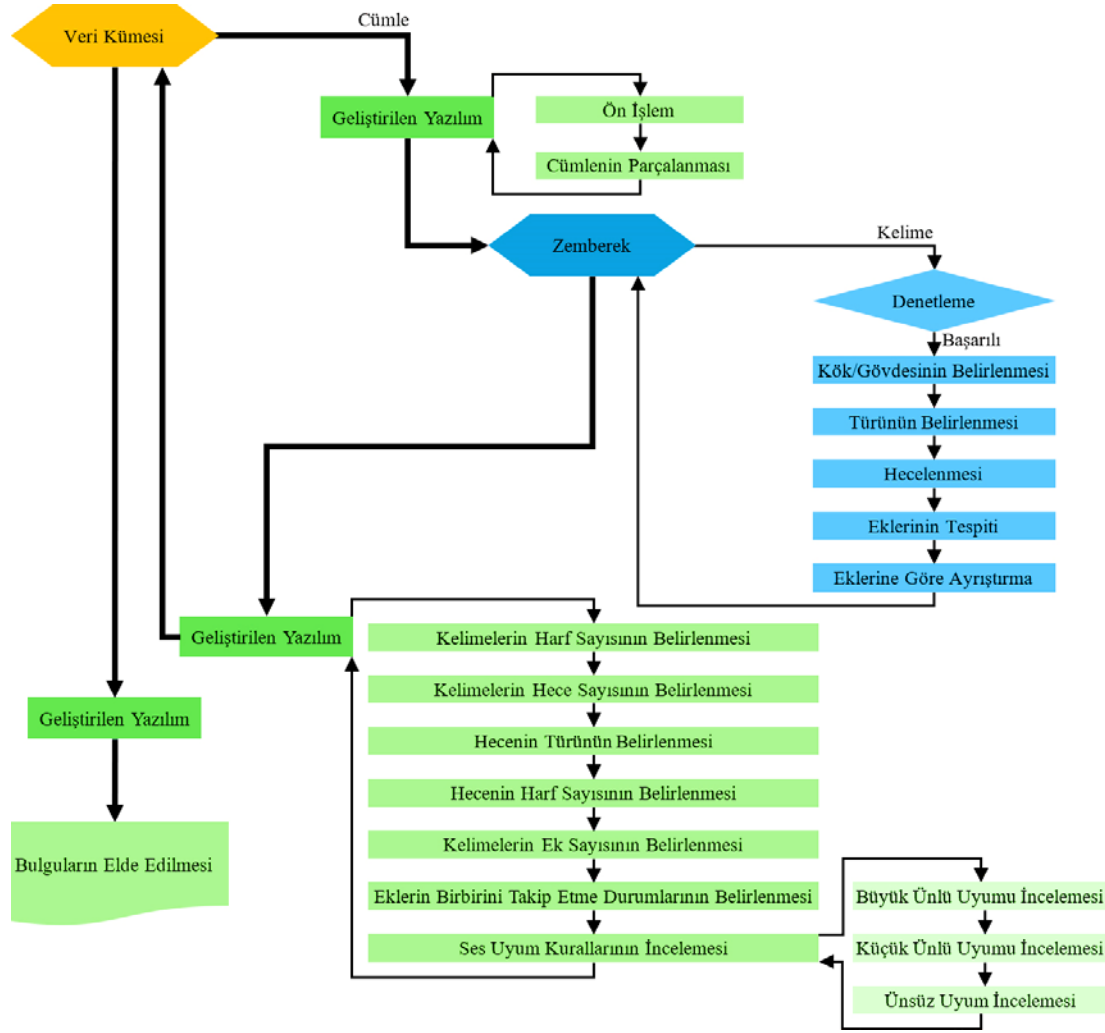 Cümle
Veri Kümesi
Geliştirilen Yazılım
Ön İşlem
Cümlenin Parçalanması
Zemberek
Kelime
Denetleme
Başarılı
Kök/Gövdesinin Belirlenmesi
Türünün Belirlenmesi
Hecelenmesi
Eklerinin Tespiti
Eklerine Göre Ayrıştırma
Geliştirilen Yazılım
Kelimelerin Harf Sayısının Belirlenmesi
Kelimelerin Hece Sayısının Belirlenmesi
Hecenin Türünün Belirlenmesi
Hecenin Harf Sayısının Belirlenmesi
Kelimelerin Ek Sayısının Belirlenmesi
Eklerin Birbirini Takip Etme Durumlarının Belirlenmesi
Ses Uyum Kurallarının İncelemesi
Büyük Ünlü Uyumu İncelemesi
Küçük Ünlü Uyumu İncelemesi
Ünsüz Uyum İncelemesi
Geliştirilen Yazılım
Bulguların Elde Edilmesi